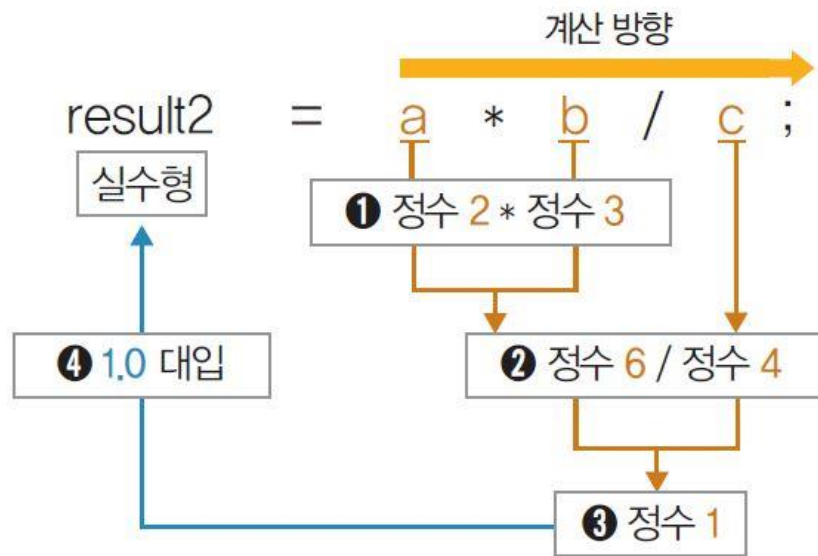 계산 방향
result2 = a * b / c ;
실수형
❶ 정수 2 * 정수 3
❹ 1.0 대입
❷ 정수 6 / 정수 4
❸ 정수 1